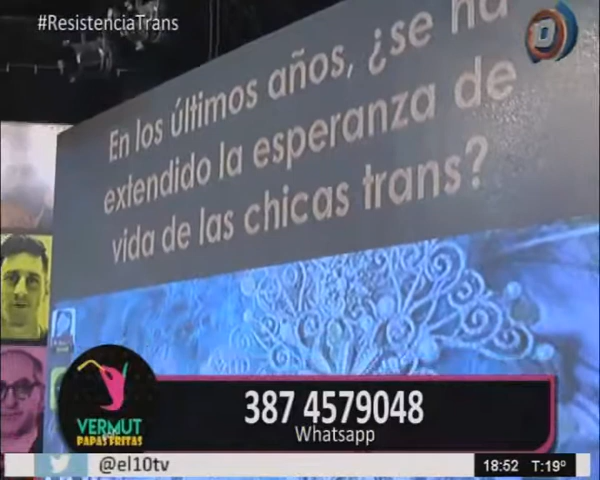 #ResistenciaTrans
En los últimos años, ¿se ha
extendido la esperanza de
vida de las chicas trans?
387 4579048
Whatsapp
VERMUT
PAPAS FRITAS
@el10tv
18:52 T:19º